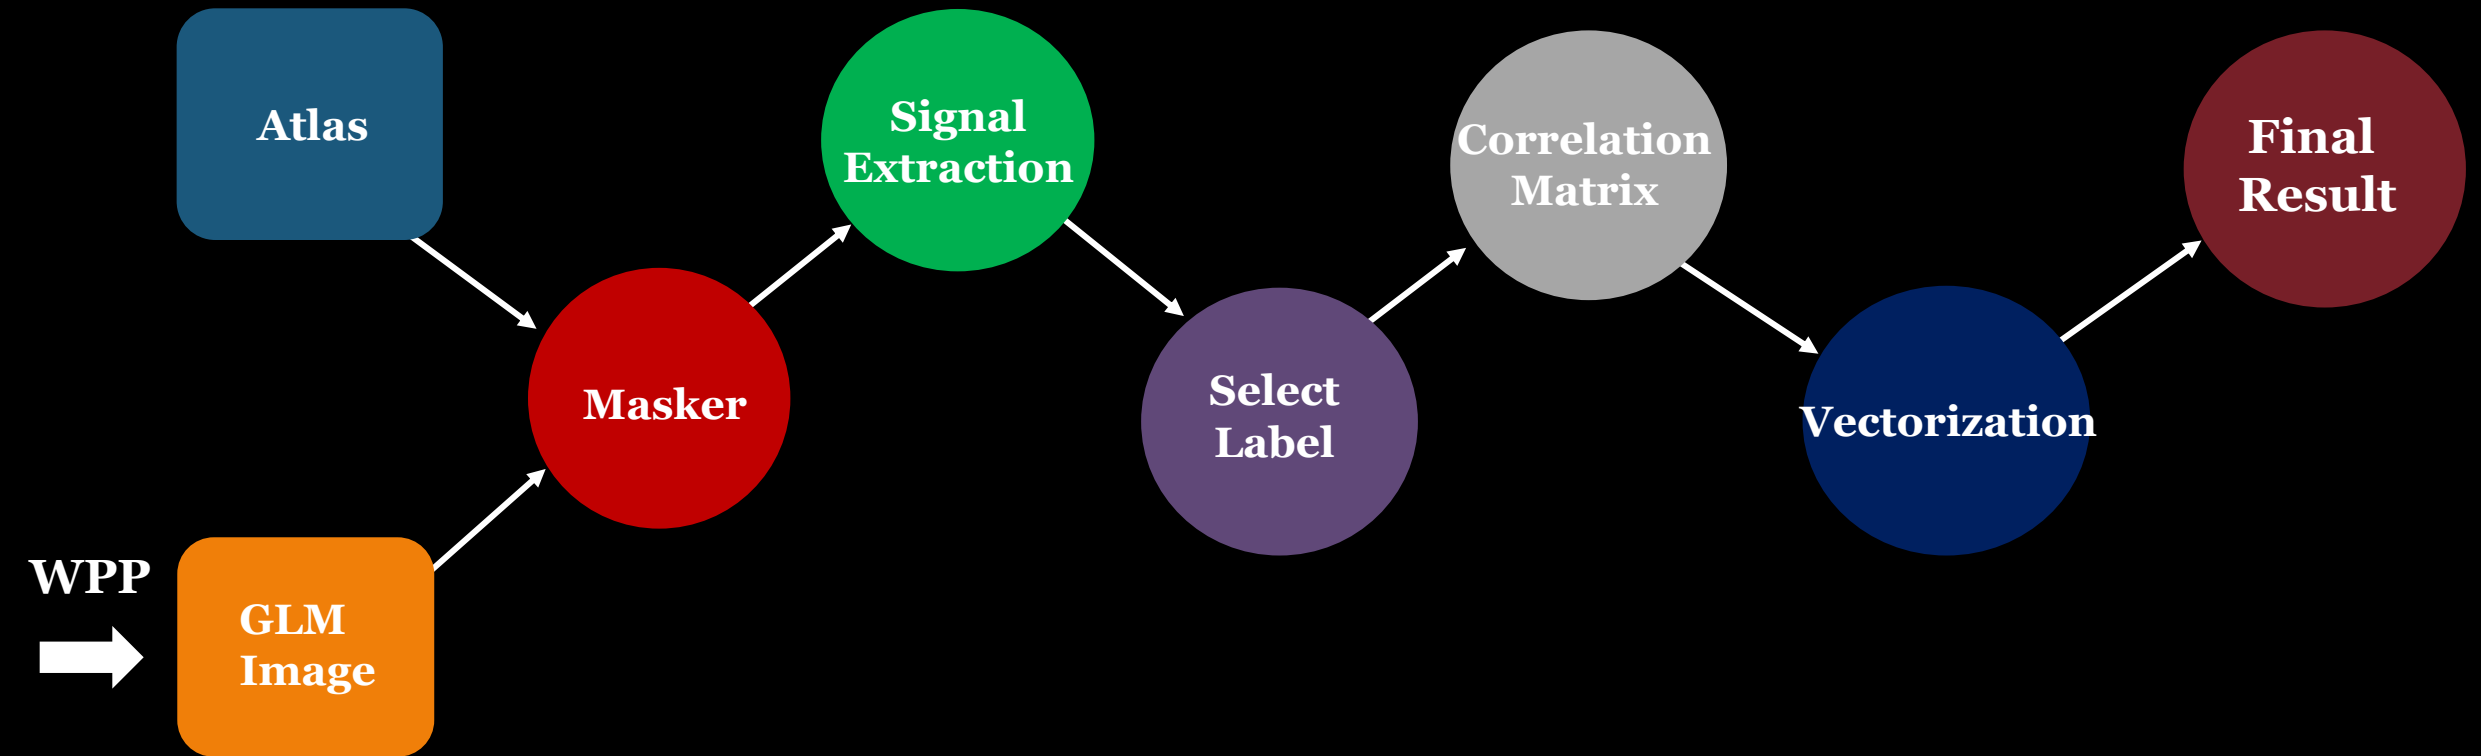 Atlas
WPP
GLM
Image
Masker
Signal
Extraction
Select
Label
Correlation
Matrix
Vectorization
Final
Result